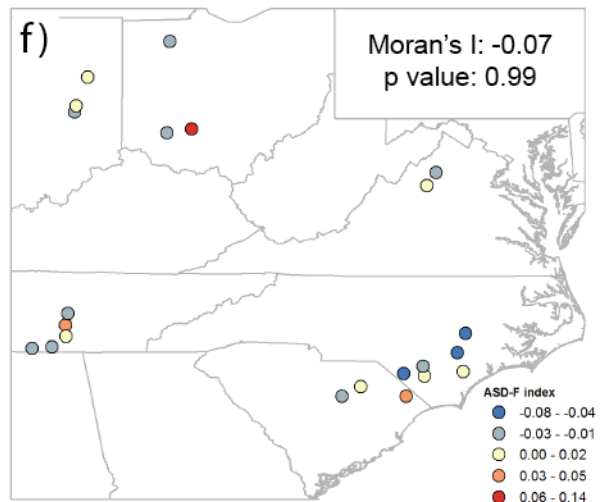 f)
Moran's I: -0.07
p value: 0.99
ASD-F index
-0.08 - -0.04
-0.03 - -0.01
0.00 - 0.02
0.03 - 0.05
0.06 - 0.14